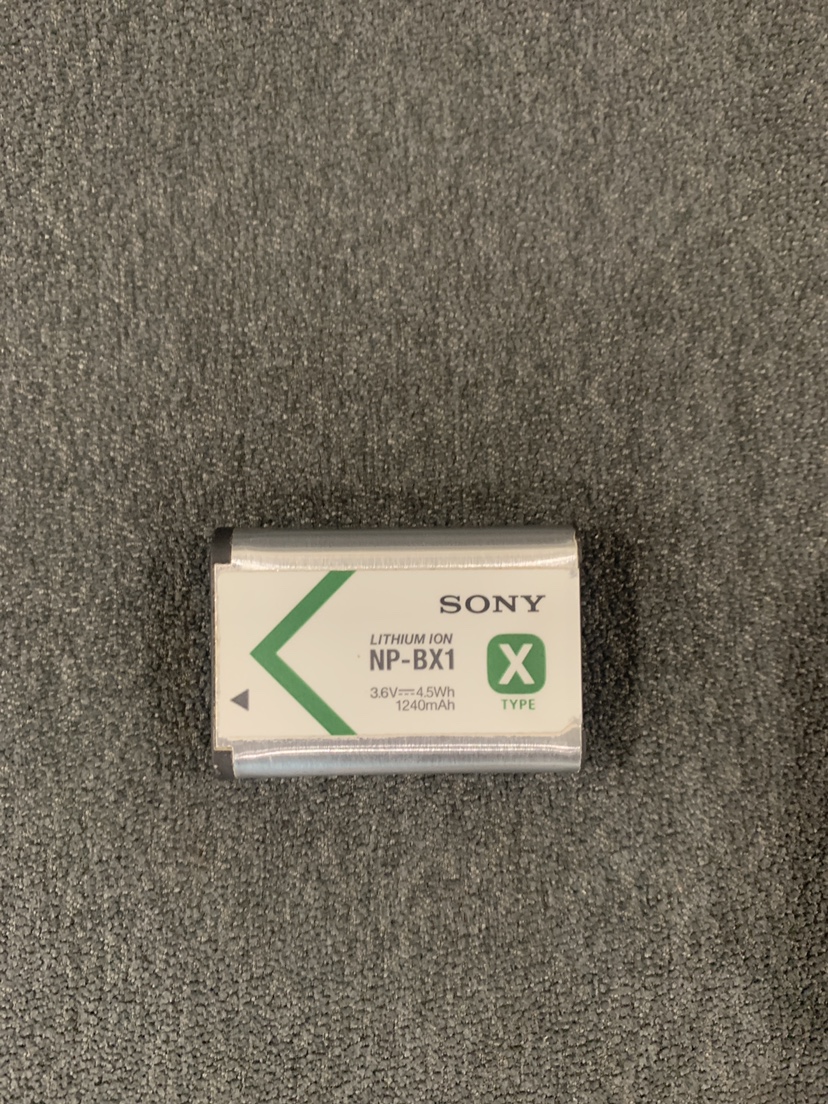 SONY
LITHIUM ION
NP-BX1
3.6V⎓4.5Wh
1240mAh
X
TYPE